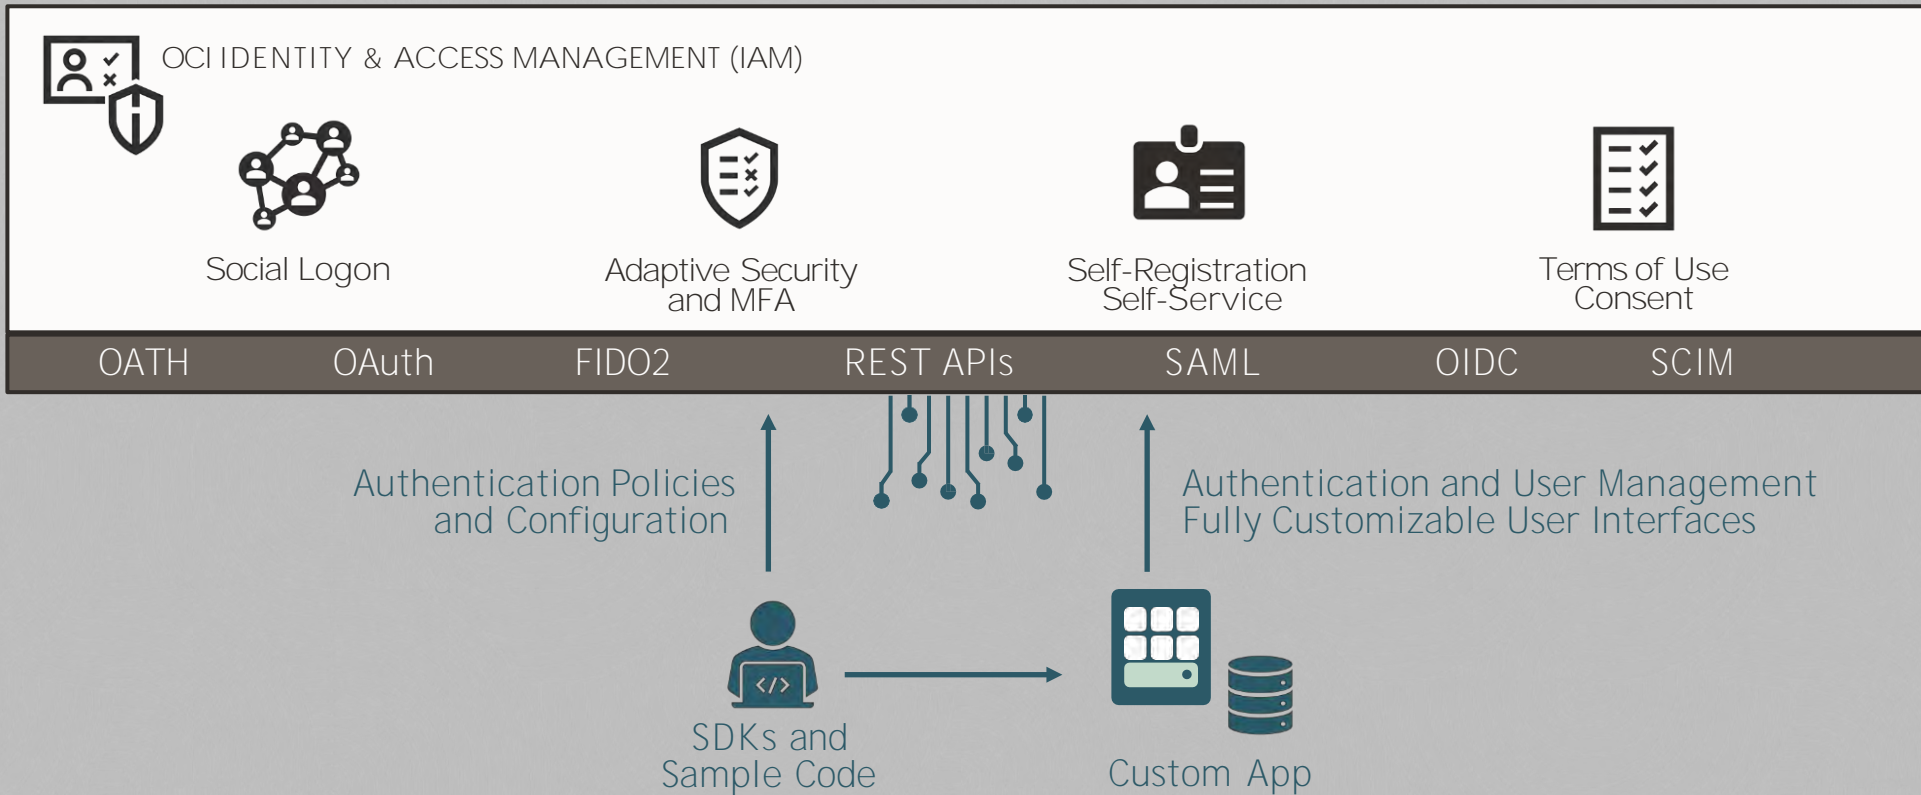 OCI IDENTITY & ACCESS MANAGEMENT (IAM)
Social Logon
Adaptive Security
and MFA
Self-Registration
Self-Service
Terms of Use
Consent
OATH OAuth FIDO2 REST APIs SAML OIDC SCIM
Authentication Policies
and Configuration
Authentication and User Management
Fully Customizable User Interfaces
</>
SDKs and
Sample Code
Custom App